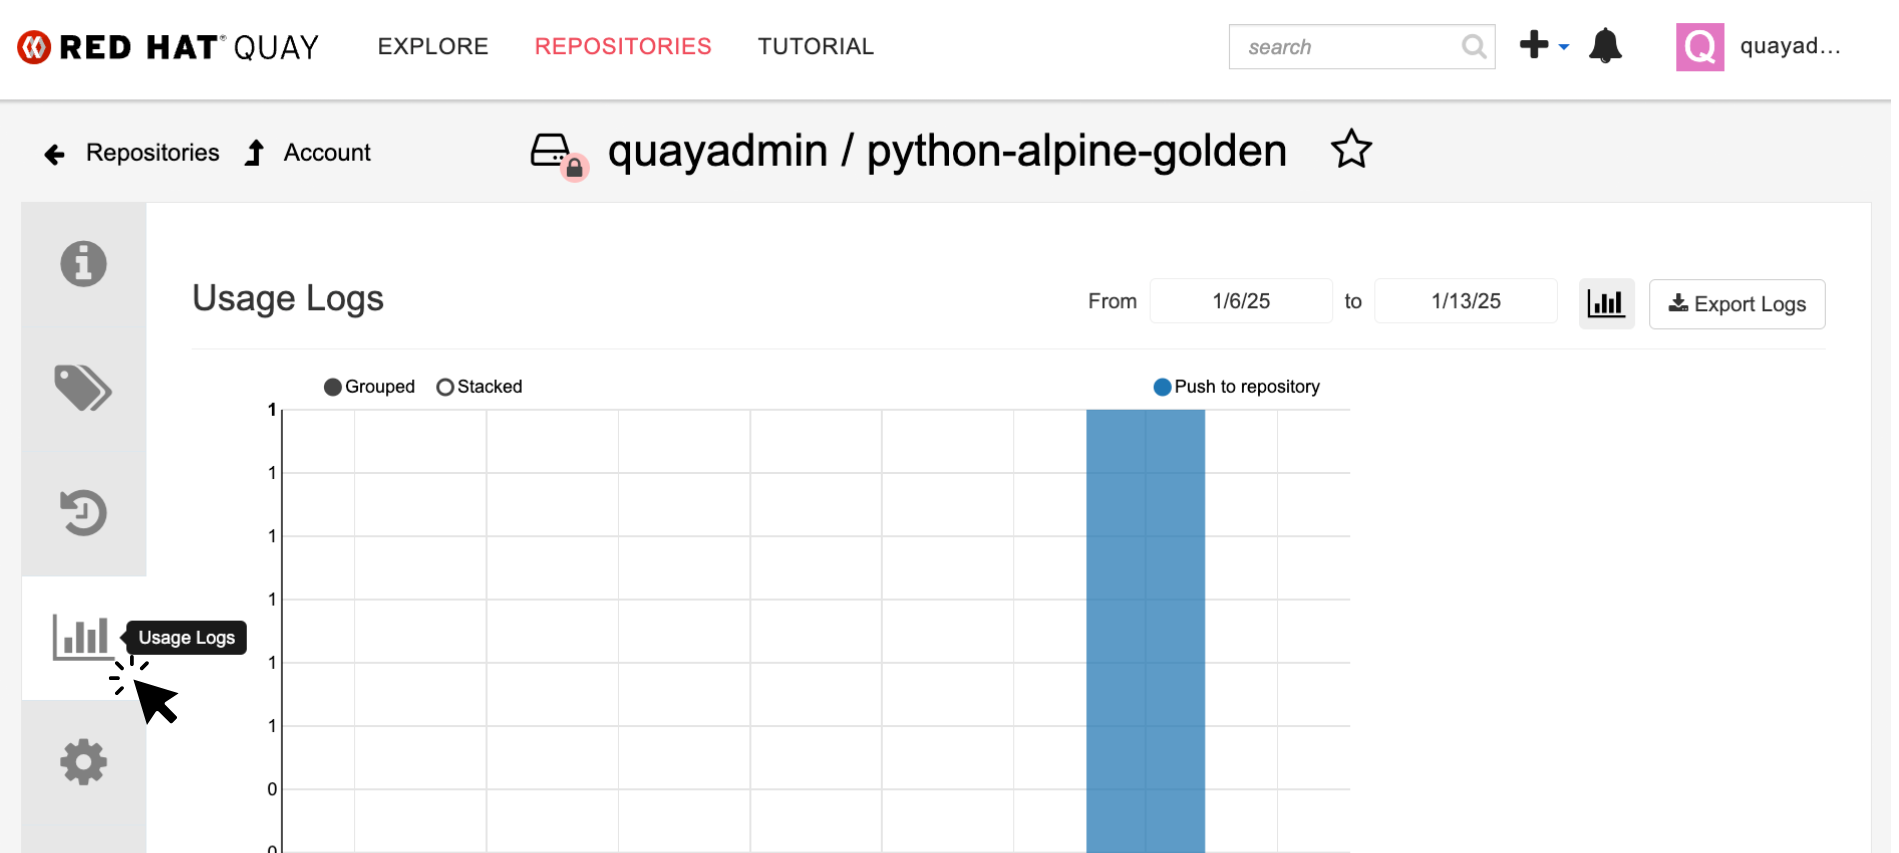 RED HAT® QUAY EXPLORE REPOSITORIES TUTORIAL search Q quayad...
Repositories Account quayadmin / python-alpine-golden
Usage Logs From 1/6/25 to 1/13/25 Export Logs
Grouped Stacked Push to repository
1
1
1
1
1
Usage Logs
1
0
0